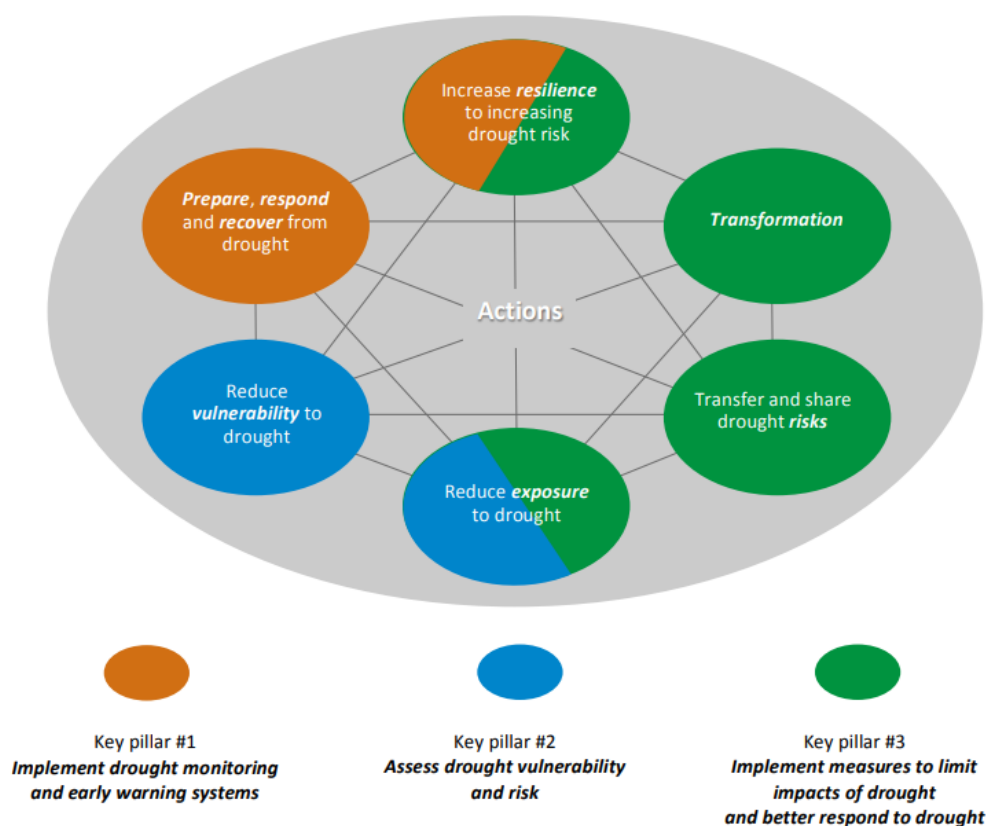 Increase resilience
to increasing
drought risk
Prepare, respond
and recover from
drought
Transformation
Actions
Reduce
vulnerability to
drought
Transfer and share
drought risks
Reduce exposure
to drought
Key pillar #1
Implement drought monitoring
and early warning systems
Key pillar #2
Assess drought vulnerability
and risk
Key pillar #3
Implement measures to limit
impacts of drought
and better respond to drought